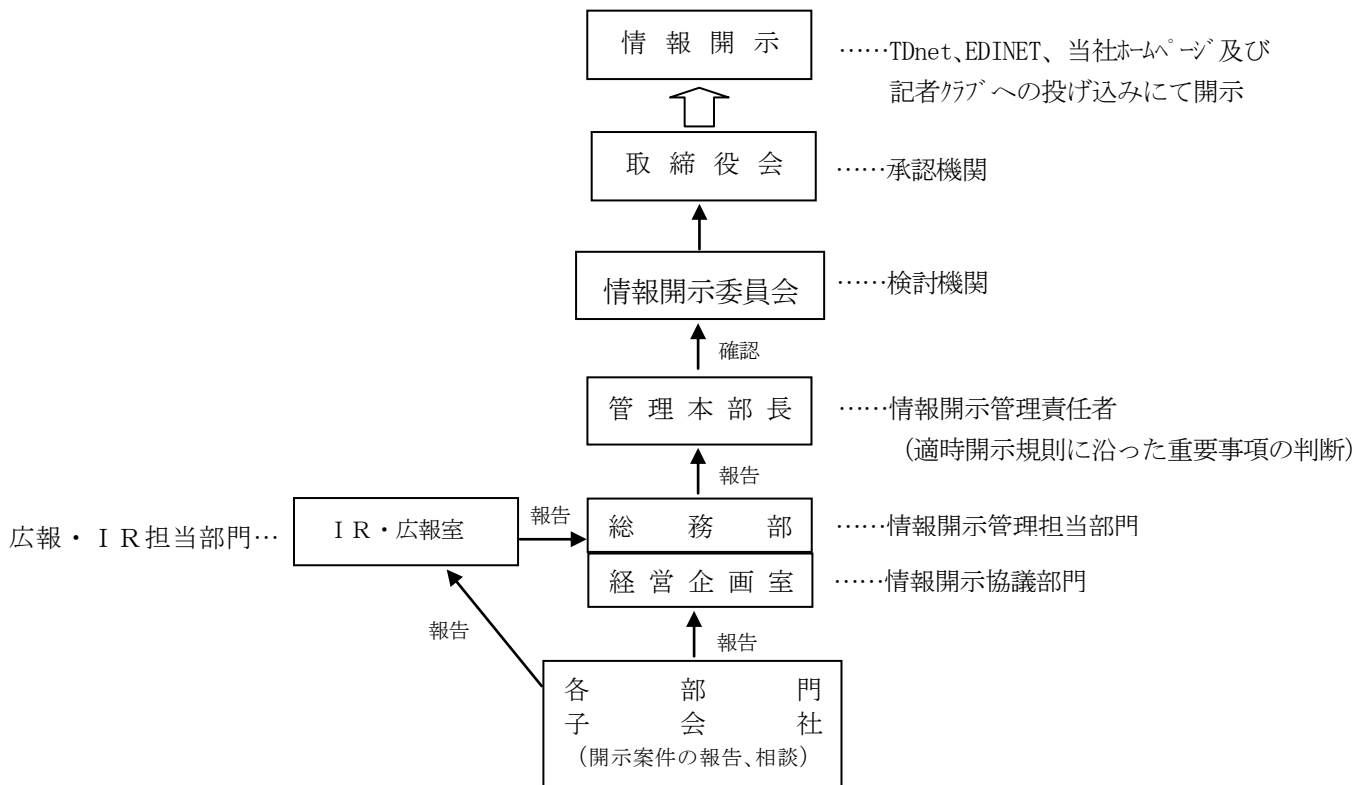 情報開示
……TDnet、EDINET、当社ﾎｰﾑﾍﾟｰｼﾞ及び
記者ｸﾗﾌﾞへの投げ込みにて開示
取締役会
……承認機関
情報開示委員会
……検討機関
確認
管理本部長
……情報開示管理責任者
（適時開示規則に沿った重要事項の判断）
報告
広報・ＩＲ担当部門…
ＩＲ・広報室
報告
総務部
……情報開示管理担当部門
経営企画室
……情報開示協議部門
報告
報告
各部門
子会社
（開示案件の報告、相談）